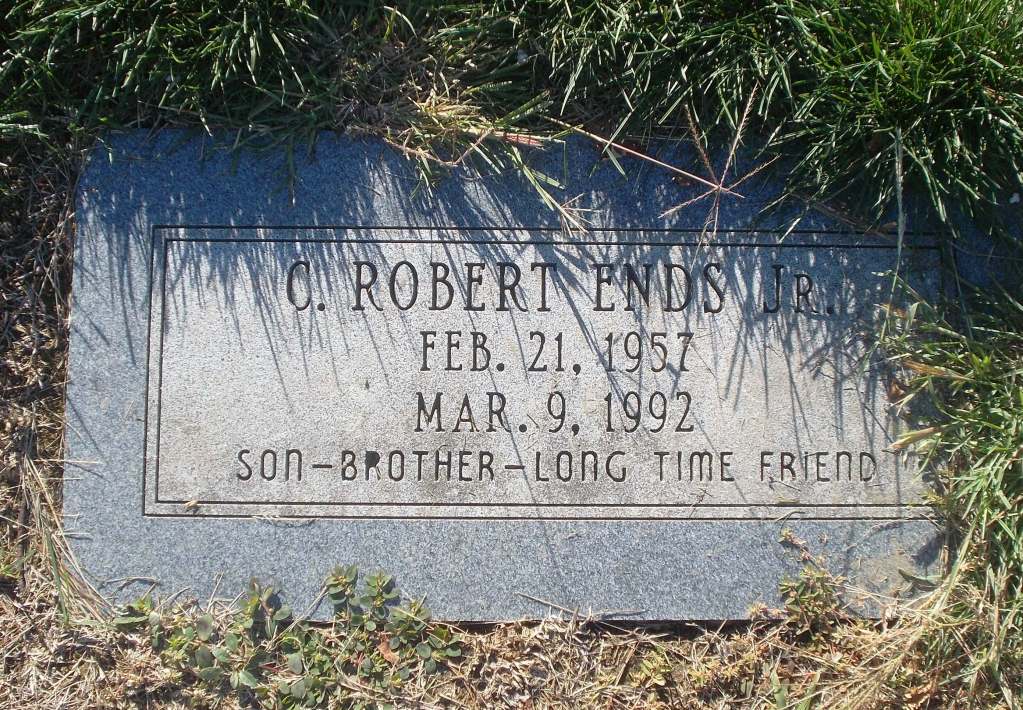 C. ROBERT ENDS JR.
FEB. 21, 1957
MAR. 9, 1992
SON-BROTHER-LONG TIME FRIEND